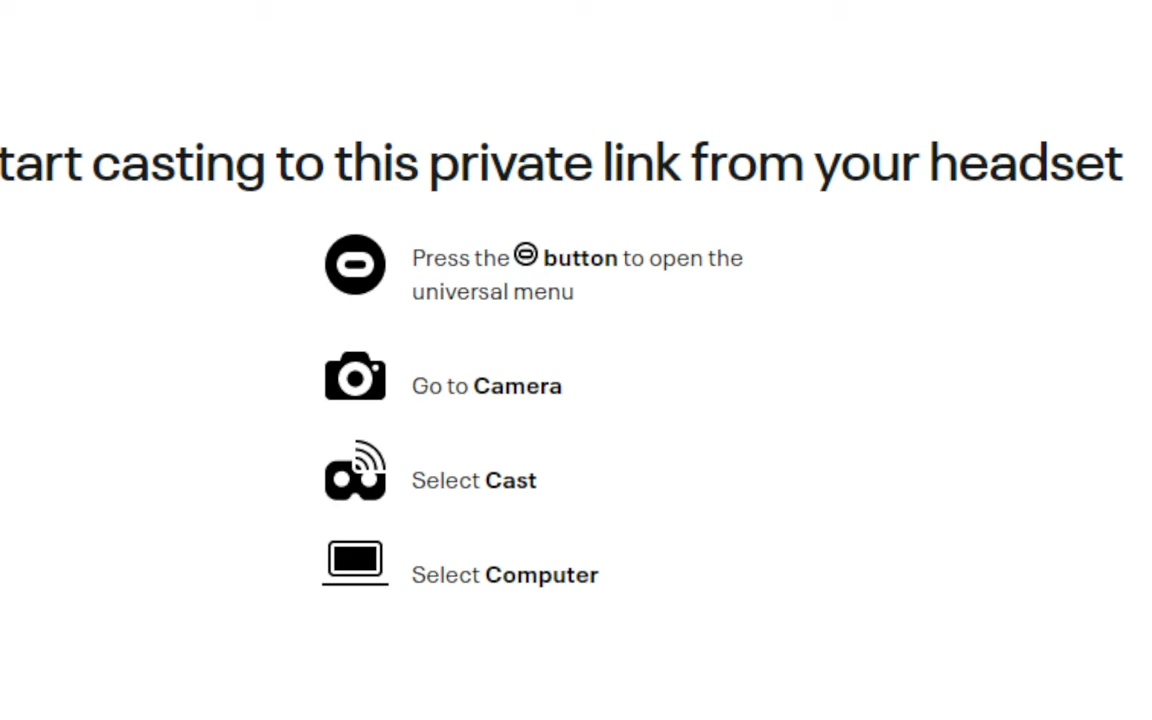 tart casting to this private link from your headset
Press the button to open the
universal menu
Go to Camera
Select Cast
Select Computer